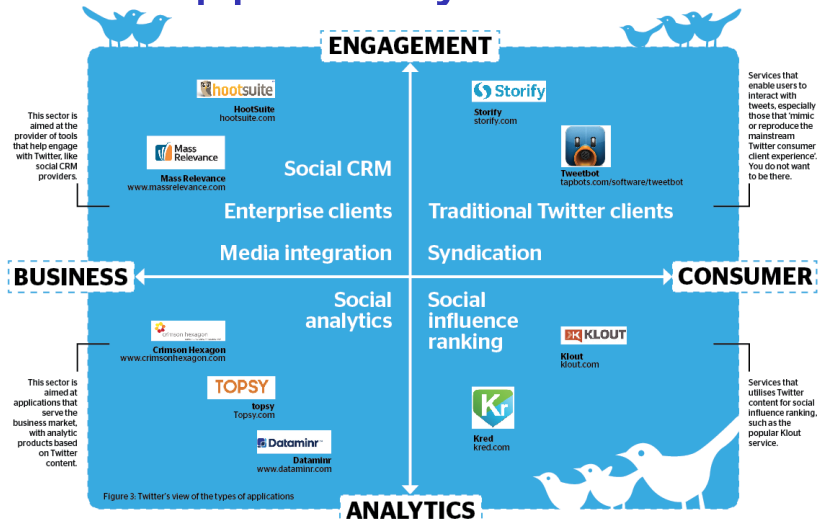 ENGAGEMENT
hootsuite
HootSuite
hootsuite.com
Mass
Relevance
Mass Relevance
www.massrelevance.com
This sector is
aimed at the
provider of tools
that help engage
with Twitter, like
social CRM
providers.
Social CRM
Enterprise clients
Media integration
Storify
Storify
storify.com
Tweetbot
tapbots.com/software/tweetbot
Traditional Twitter clients
Syndication
Services that
enable users to
interact with
tweets, especially
those that 'mimic
or reproduce the
mainstream
Twitter consumer
client experience'.
You do not want
to be there.
BUSINESS
CONSUMER
Social
analytics
crimson hexagon
Crimson Hexagon
www.crimsonhexagon.com
TOPSY
topsy
Topsy.com
Dataminr
Dataminr
www.dataminr.com
This sector is
aimed at
applications that
serve the
business market,
with analytic
products based
on Twitter
content.
Social
influence
ranking
KLOUT
Klout
klout.com
Kr
Kred
kred.com
Services that
utilises Twitter
content for social
influence ranking,
such as the
popular Klout
service.
Figure 3: Twitter's view of the types of applications
ANALYTICS